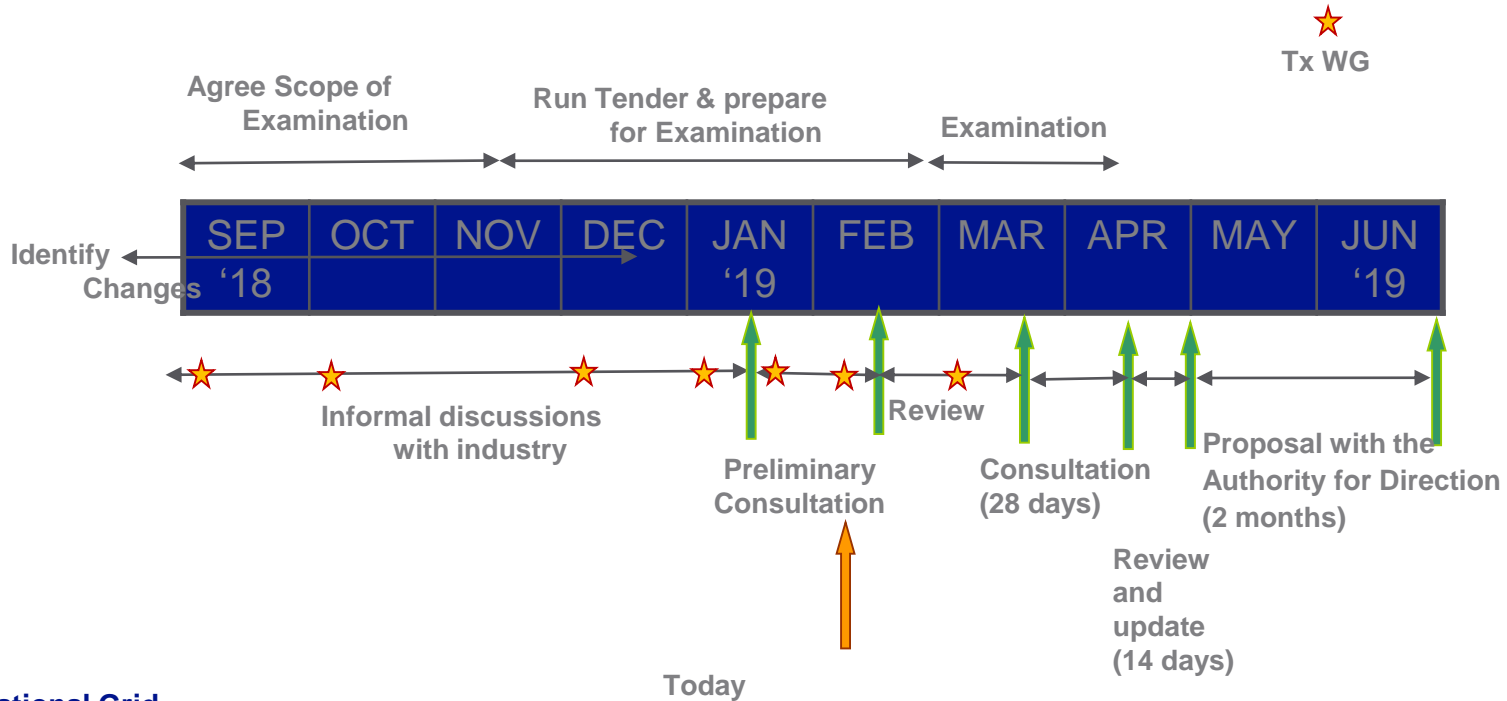 Tx WG
Agree Scope of
Examination
Run Tender & prepare
for Examination
Examination
SEP
'18
OCT
NOV
DEC
JAN
‘19
FEB
MAR
APR
MAY
JUN
‘19
Identify
Changes
Informal discussions
with industry
Review
Preliminary
Consultation
Consultation
(28 days)
Proposal with the
Authority for Direction
(2 months)
Review
and
update
(14 days)
Today